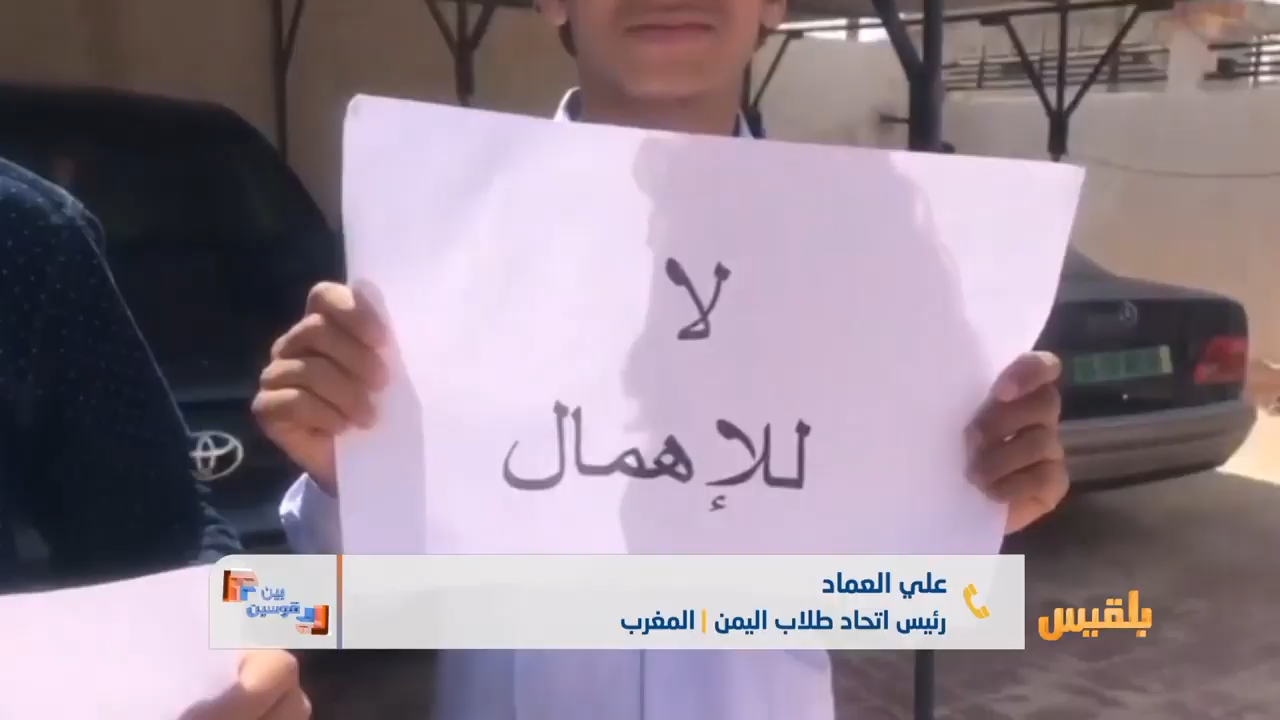 لا
للإهمال
علي العماد
رئيس اتحاد طلاب اليمن | المغرب
بين قوسين
بلقيس